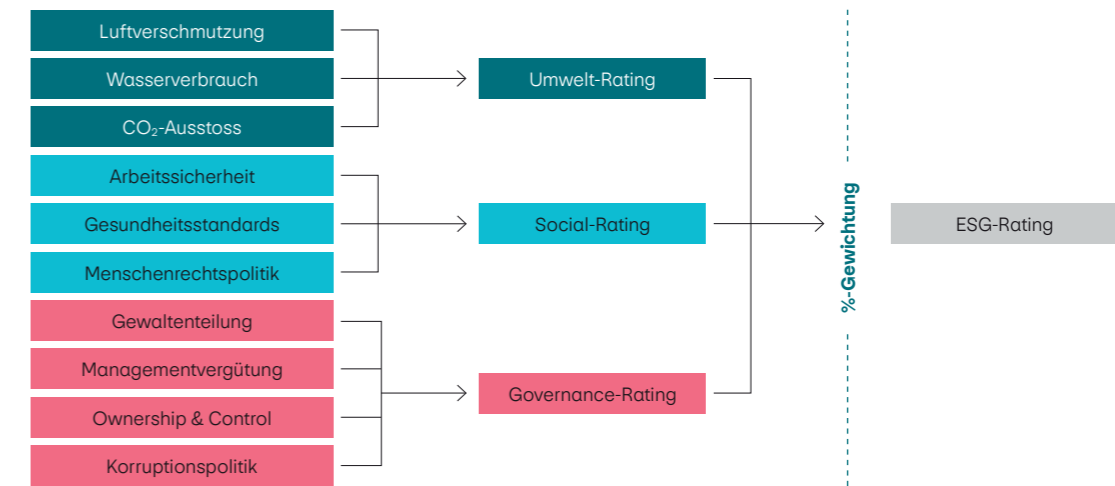 Luftverschmutzung
Wasserverbrauch
CO₂-Ausstoss
Arbeitssicherheit
Gesundheitsstandards
Menschenrechtspolitik
Gewaltenteilung
Managementvergütung
Ownership & Control
Korruptionspolitik
Umwelt-Rating
Social-Rating
Governance-Rating
%-Gewichtung
ESG-Rating